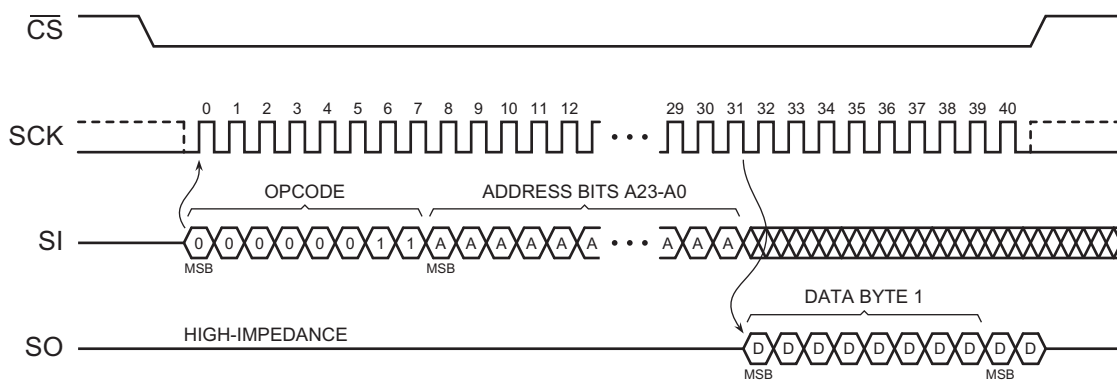 CS
0 1 2 3 4 5 6 7 8 9 10 11 12 29 30 31 32 33 34 35 36 37 38 39 40
SCK
OPCODE ADDRESS BITS A23-A0
SI 0 0 0 0 0 0 1 1 A A A A A A A A A
MSB MSB
DATA BYTE 1
HIGH-IMPEDANCE
SO D D D D D D D D D D
MSB MSB